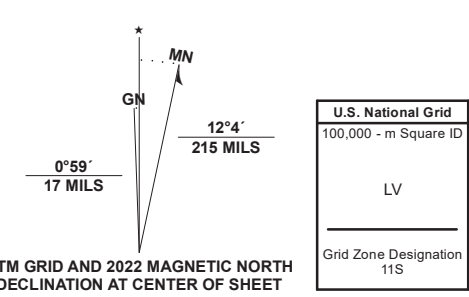 ★
MN
GN
12°4´
215 MILS
0°59´
17 MILS
TM GRID AND 2022 MAGNETIC NORTH
DECLINATION AT CENTER OF SHEET
U.S. National Grid
100,000 - m Square ID
LV
Grid Zone Designation
11S